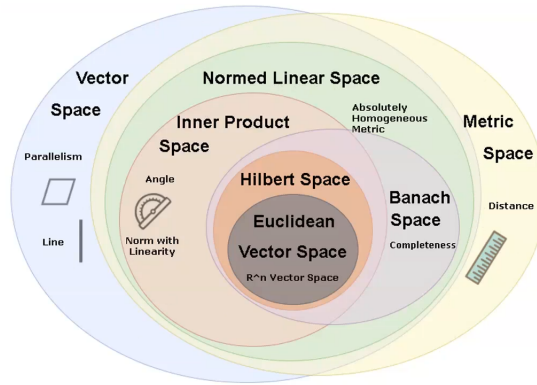 Vector
Space
Parallelism
Line
Normed Linear Space
Absolutely
Homogeneous
Metric
Inner Product
Space
Angle
Norm with
Linearity
Hilbert Space
Euclidean
Vector Space
R^n Vector Space
Banach
Space
Completeness
Metric
Space
Distance